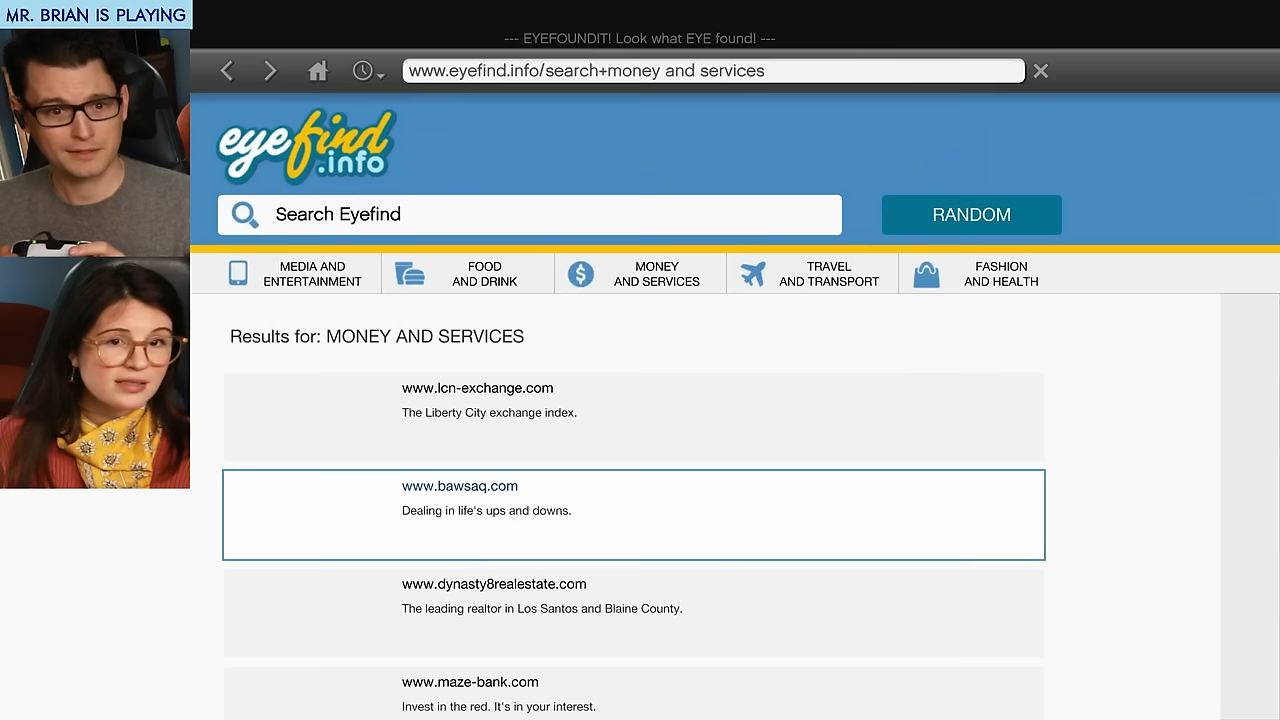 MR. BRIAN IS PLAYING
--- EYEFOUNDIT! Look what EYE found! ---
www.eyefind.info/search+money and services
eyefind
.info
Search Eyefind
RANDOM
MEDIA AND
ENTERTAINMENT
FOOD
AND DRINK
MONEY
AND SERVICES
TRAVEL
AND TRANSPORT
FASHION
AND HEALTH
Results for: MONEY AND SERVICES
www.lcn-exchange.com
The Liberty City exchange index.
www.bawsaq.com
Dealing in life's ups and downs.
www.dynasty8realestate.com
The leading realtor in Los Santos and Blaine County.
www.maze-bank.com
Invest in the red. It's in your interest.